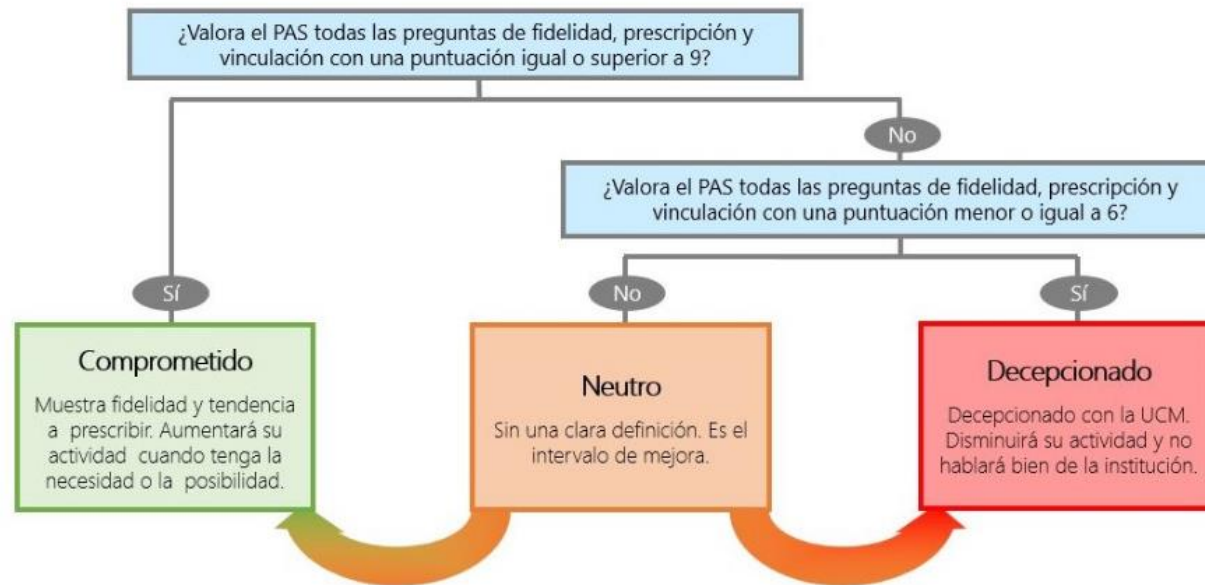 ¿Valora el PAS todas las preguntas de fidelidad, prescripción y
vinculación con una puntuación igual o superior a 9?
No
¿Valora el PAS todas las preguntas de fidelidad, prescripción y
vinculación con una puntuación menor o igual a 6?
Sí
No
Sí
Comprometido
Muestra fidelidad y tendencia
a prescribir. Aumentará su
actividad cuando tenga la
necesidad o la posibilidad.
Neutro
Sin una clara definición. Es el
intervalo de mejora.
Decepcionado
Decepcionado con la UCM.
Disminuirá su actividad y no
hablará bien de la institución.